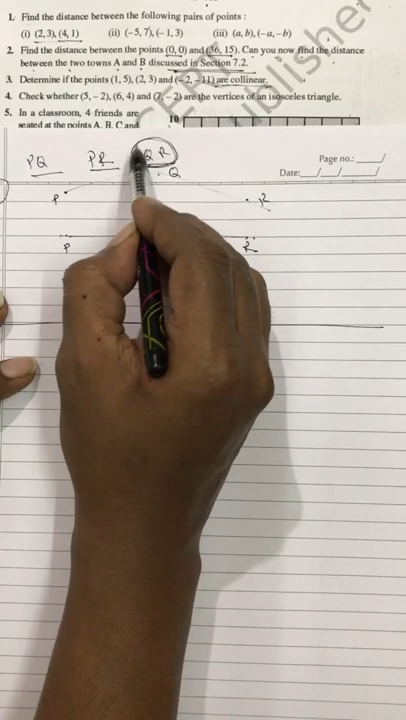 1. Find the distance between the following pairs of points :
(i) (2, 3), (4, 1) (ii) (– 5, 7), (– 1, 3) (iii) (a, b), (– a, – b)
2. Find the distance between the points (0, 0) and (36, 15). Can you now find the distance
between the two towns A and B discussed in Section 7.2.
3. Determine if the points (1, 5), (2, 3) and (– 2, – 11) are collinear.
4. Check whether (5, – 2), (6, 4) and (7, – 2) are the vertices of an isosceles triangle.
5. In a classroom, 4 friends are
seated at the points A, B, C and
10
PQ PR QR
Page no.:
Date:
Q
P R
P R